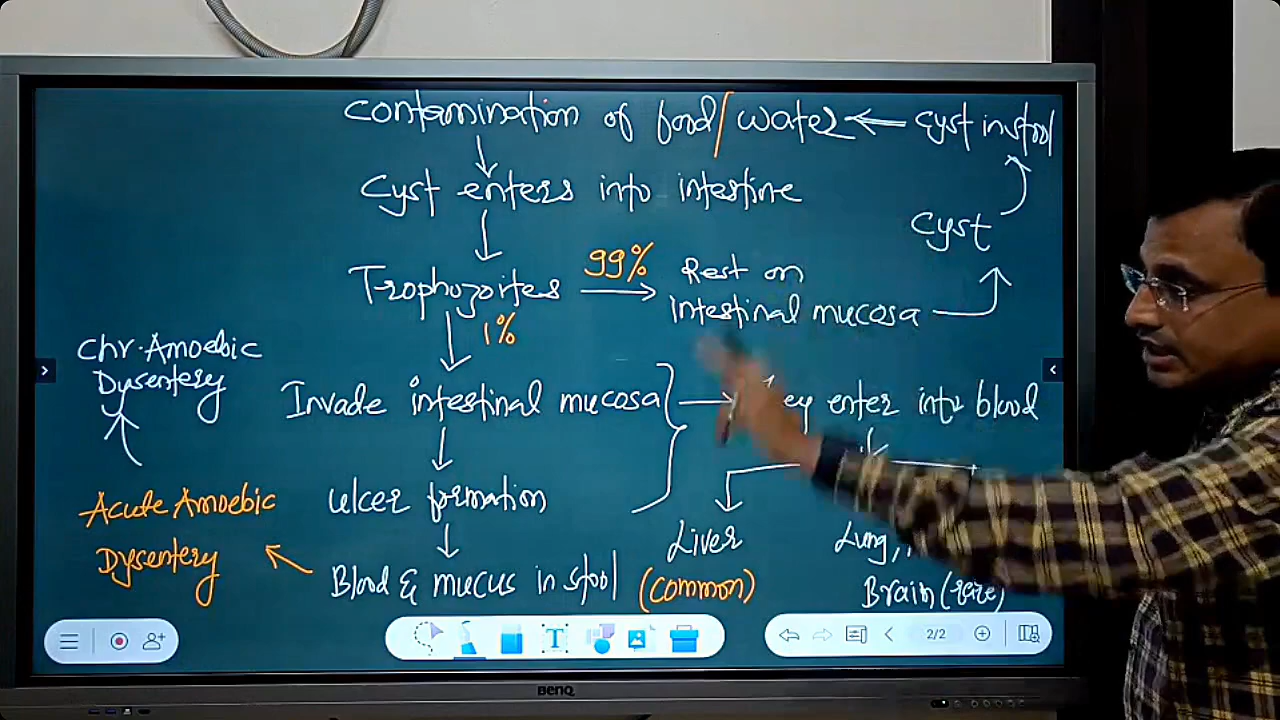 Contamination of food/water ← Cyst in stool
Cyst enters into intestine
Cyst
Trophozoites 99% → Rest on
intestinal mucosa
1%
Chr. Amoebic
Dysentery
Invade intestinal mucosa → enter into blood
Acute Amoebic
Dysentery
Ulcer formation
Liver
Lung,
Blood & mucus in stool (common)
Brain (rare)
2/2
BenQ